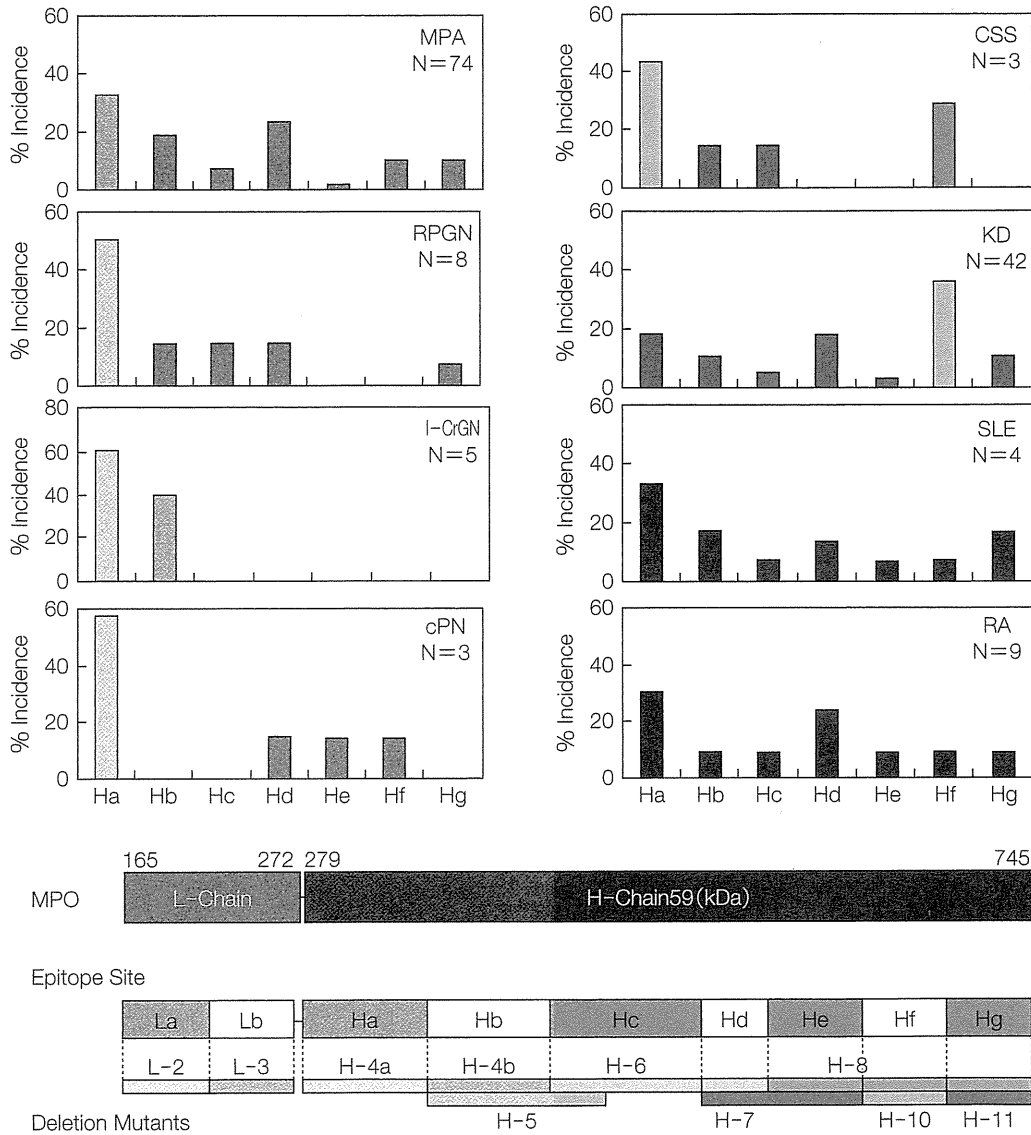 60
40
20
0
% Incidence
MPA
N=74
60
40
20
0
% Incidence
CSS
N=3
60
40
20
0
% Incidence
RPGN
N=8
60
40
20
0
% Incidence
KD
N=42
80
60
40
20
0
% Incidence
I-CrGN
N=5
60
40
20
0
% Incidence
SLE
N=4
60
40
20
0
% Incidence
cPN
N=3
Ha Hb Hc Hd He Hf Hg
60
40
20
0
% Incidence
RA
N=9
Ha Hb Hc Hd He Hf Hg
165 272 279 745
MPO L-Chain H-Chain59(kDa)
Epitope Site
La Lb Ha Hb Hc Hd He Hf Hg
L-2 L-3 H-4a H-4b H-6 H-8
Deletion Mutants H-5 H-7 H-10 H-11